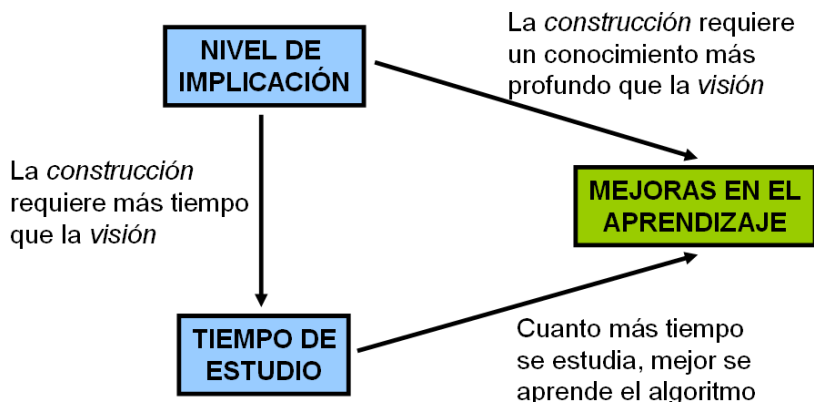 NIVEL DE
IMPLICACIÓN
La construcción requiere
un conocimiento más
profundo que la visión
La construcción
requiere más tiempo
que la visión
MEJORAS EN EL
APRENDIZAJE
TIEMPO DE
ESTUDIO
Cuanto más tiempo
se estudia, mejor se
aprende el algoritmo